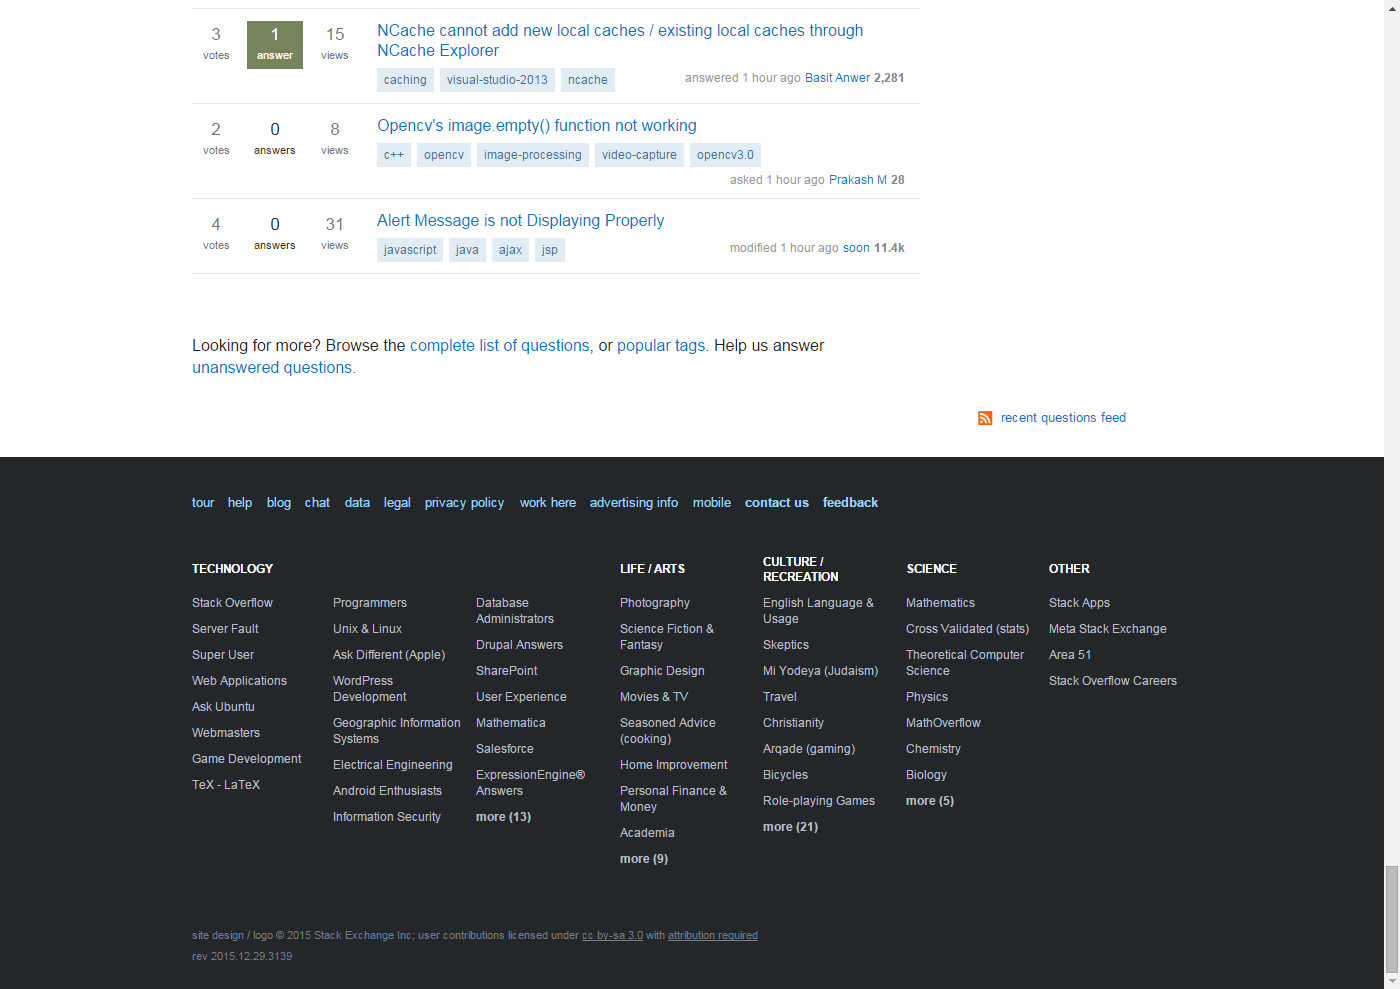 3 votes
1 answer
15 views
NCache cannot add new local caches / existing local caches through
NCache Explorer
caching visual-studio-2013 ncache
answered 1 hour ago Basit Anwer 2,281
2 votes
0 answers
8 views
Opencv's image.empty() function not working
c++ opencv image-processing video-capture opencv3.0
asked 1 hour ago Prakash M 28
4 votes
0 answers
31 views
Alert Message is not Displaying Properly
javascript java ajax jsp
modified 1 hour ago soon 11.4k
Looking for more? Browse the complete list of questions, or popular tags. Help us answer
unanswered questions.
recent questions feed
tour help blog chat data legal privacy policy work here advertising info mobile contact us feedback
TECHNOLOGY
Stack Overflow
Server Fault
Super User
Web Applications
Ask Ubuntu
Webmasters
Game Development
TeX - LaTeX
Programmers
Unix & Linux
Ask Different (Apple)
WordPress
Development
Geographic Information
Systems
Electrical Engineering
Android Enthusiasts
Information Security
Database
Administrators
Drupal Answers
SharePoint
User Experience
Mathematica
Salesforce
ExpressionEngine®
Answers
more (13)
LIFE / ARTS
Photography
Science Fiction &
Fantasy
Graphic Design
Movies & TV
Seasoned Advice
(cooking)
Home Improvement
Personal Finance &
Money
Academia
more (9)
CULTURE /
RECREATION
English Language &
Usage
Skeptics
Mi Yodeya (Judaism)
Travel
Christianity
Arqade (gaming)
Bicycles
Role-playing Games
more (21)
SCIENCE
Mathematics
Cross Validated (stats)
Theoretical Computer
Science
Physics
MathOverflow
Chemistry
Biology
more (5)
OTHER
Stack Apps
Meta Stack Exchange
Area 51
Stack Overflow Careers
site design / logo © 2015 Stack Exchange Inc; user contributions licensed under cc by-sa 3.0 with attribution required
rev 2015.12.29.3139